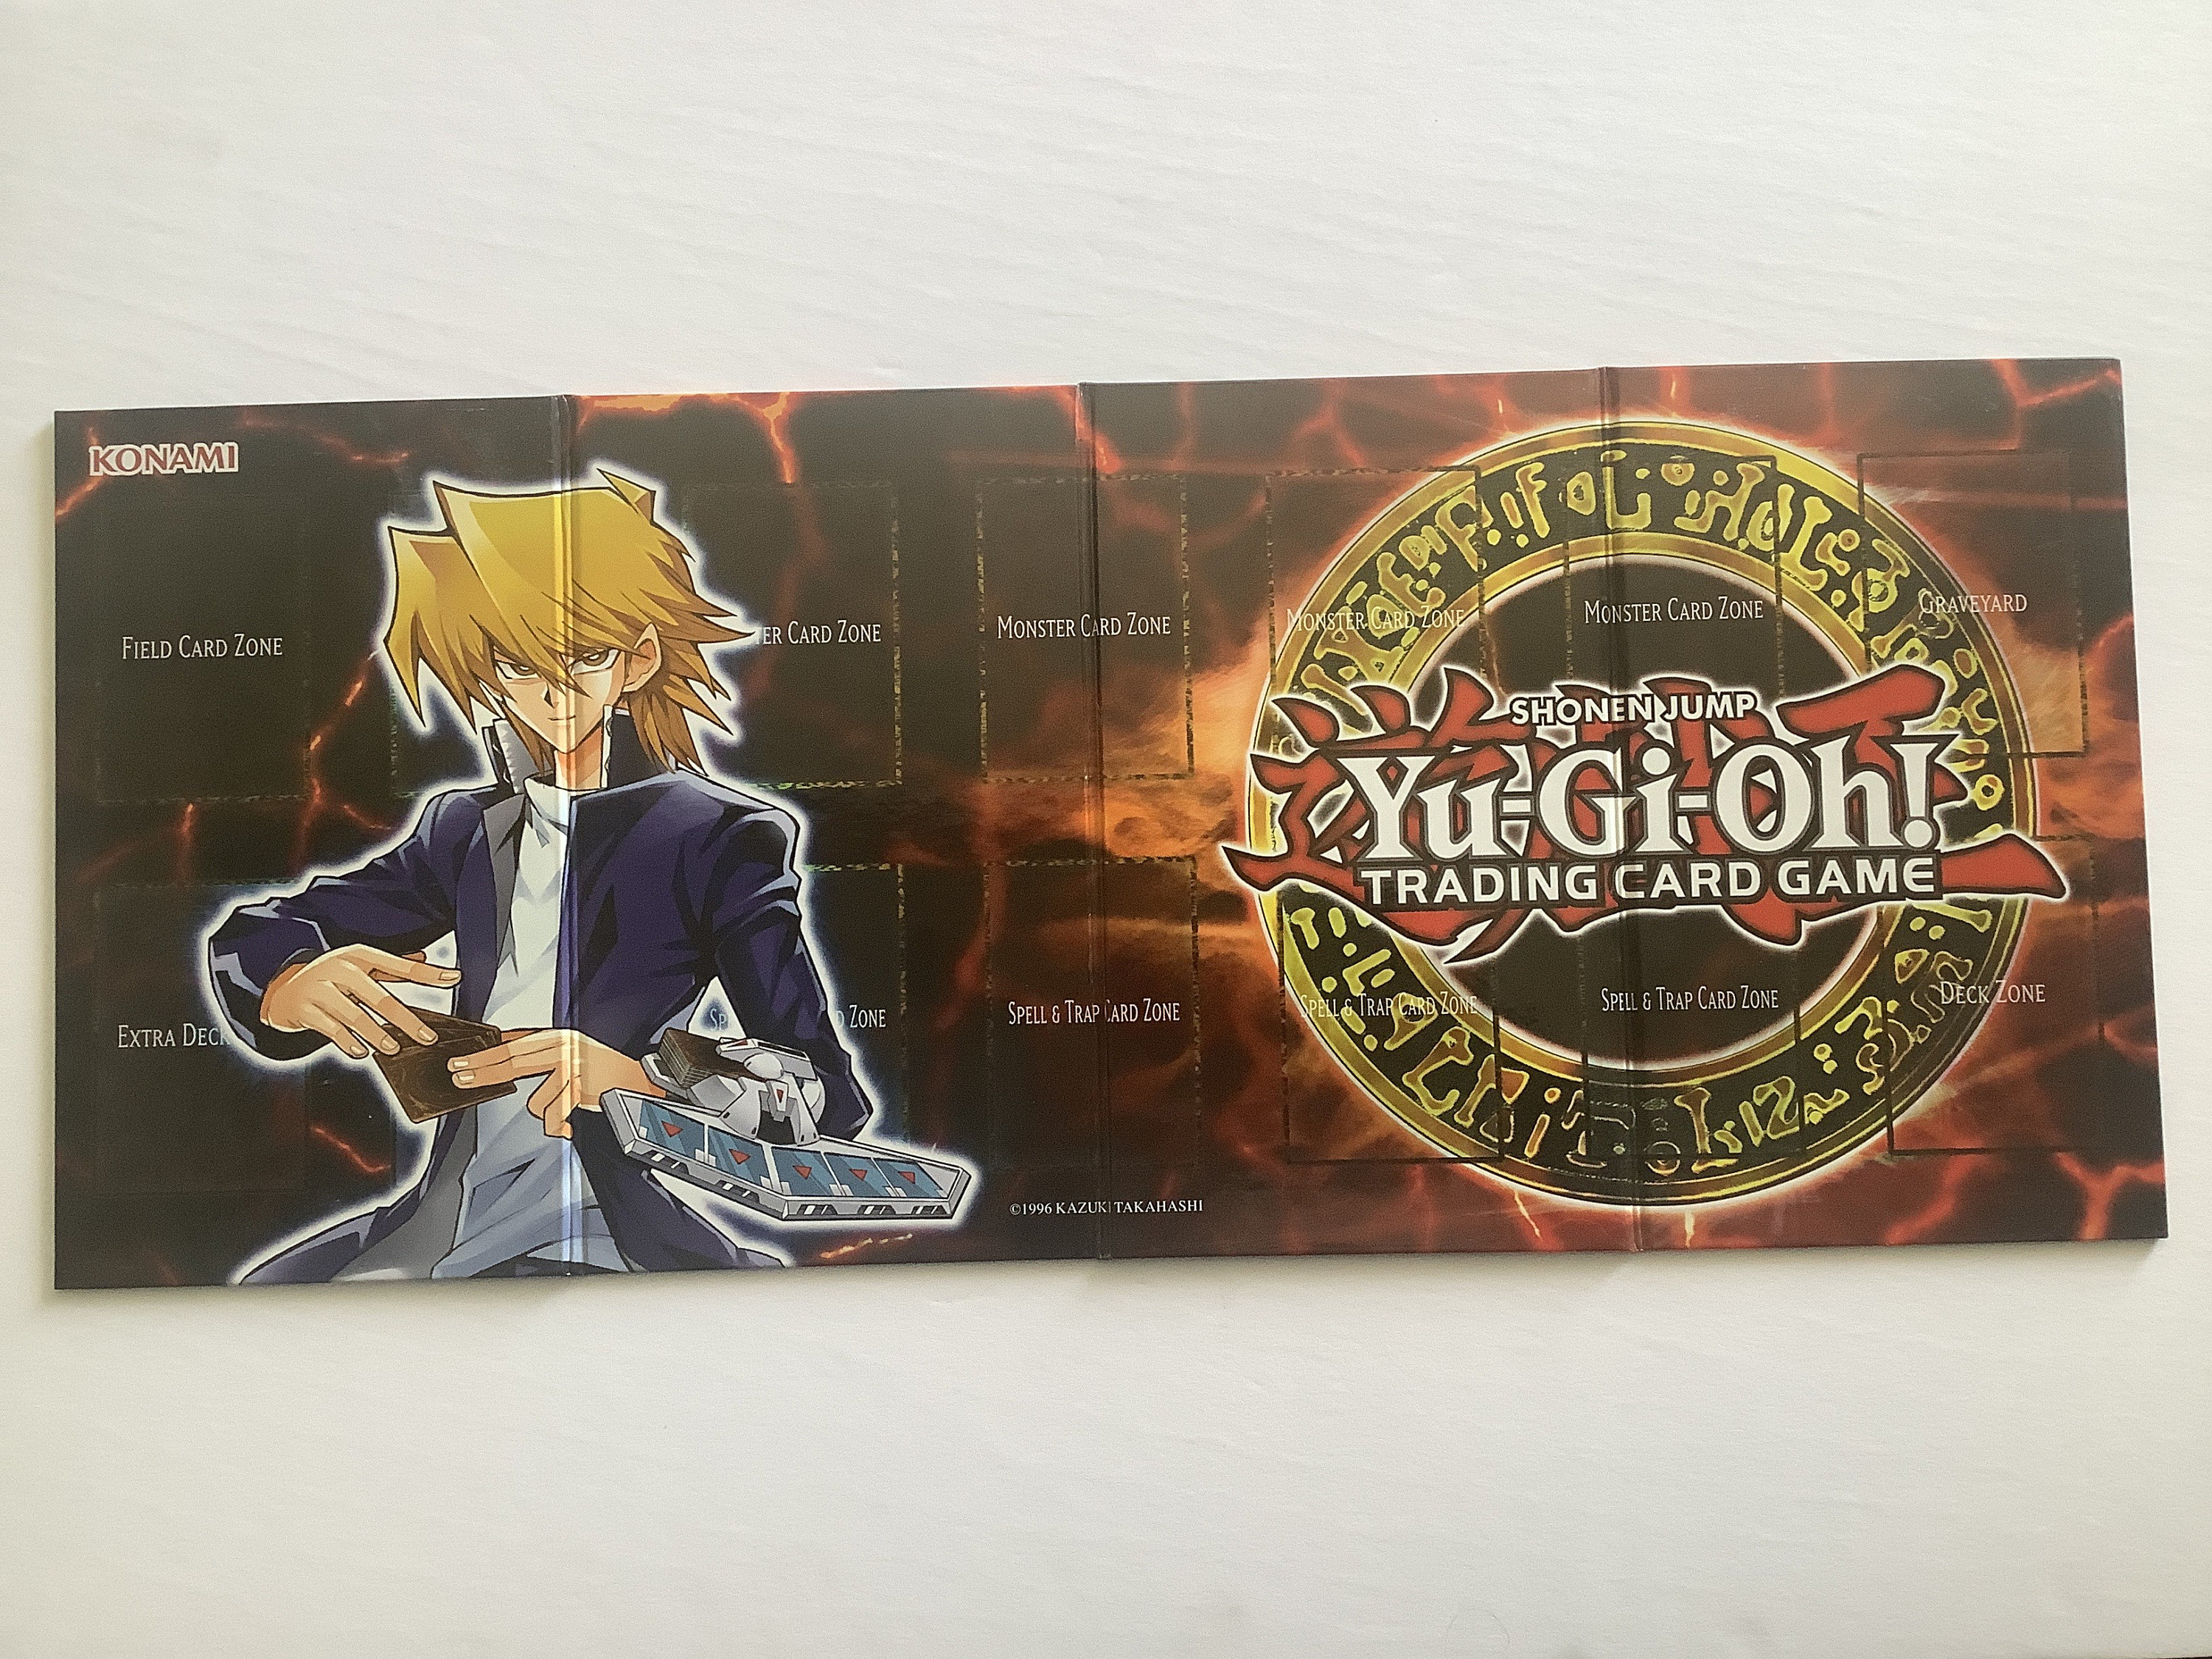 KONAMI
FIELD CARD ZONE
ER CARD ZONE
MONSTER CARD ZONE
MONSTER CARD ZONE
MONSTER CARD ZONE
GRAVEYARD
SHONEN JUMP
Yu-Gi-Oh!
TRADING CARD GAME
EXTRA DECK
SP
D ZONE
SPELL & TRAP CARD ZONE
SPELL & TRAP CARD ZONE
SPELL & TRAP CARD ZONE
DECK ZONE
©1996 KAZUKI TAKAHASHI